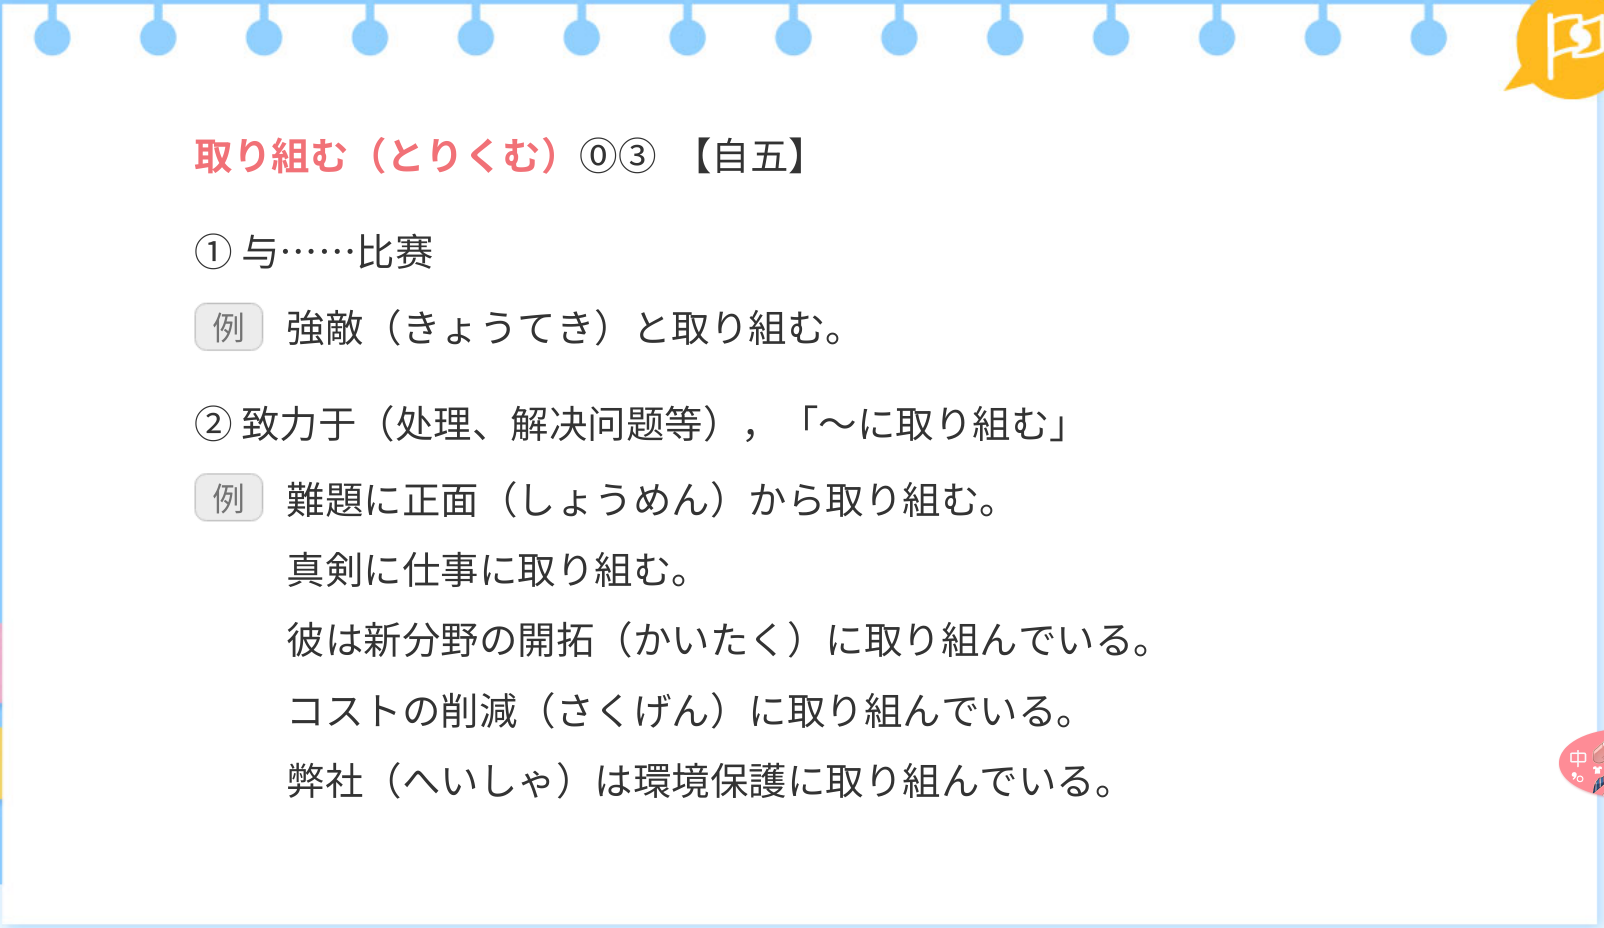 取り組む（とりくむ）⓪③ 【自五】
① 与……比赛
例 強敵（きょうてき）と取り組む。
② 致力于（处理、解决问题等），「～に取り組む」
例 難題に正面（しょうめん）から取り組む。
真剣に仕事に取り組む。
彼は新分野の開拓（かいたく）に取り組んでいる。
コストの削減（さくげん）に取り組んでいる。
弊社（へいしゃ）は環境保護に取り組んでいる。
中